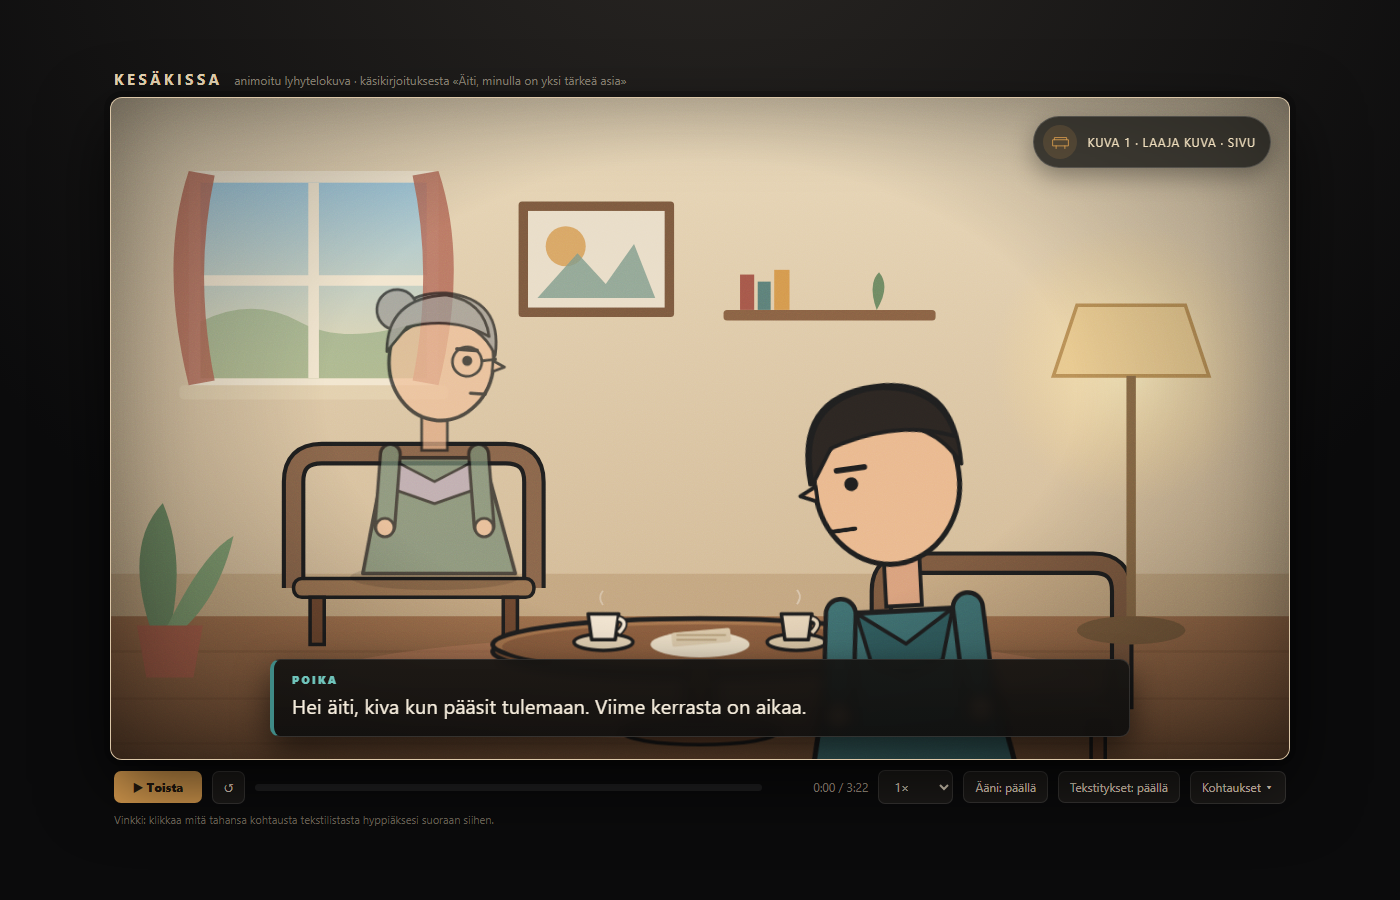 KESÄKISSA animoitu lyhytelokuva · käsikirjoituksesta «Äiti, minulla on yksi tärkeä asia»
KUVA 1 · LAAJA KUVA · SIVU
POIKA
Hei äiti, kiva kun pääsit tulemaan. Viime kerrasta on aikaa.
▶ Toista ↺ 0:00 / 3:22 1× Ääni: päällä Tekstitykset: päällä Kohtaukset ▾
Vinkki: klikkaa mitä tahansa kohtausta tekstilistasta hyppiäksesi suoraan siihen.